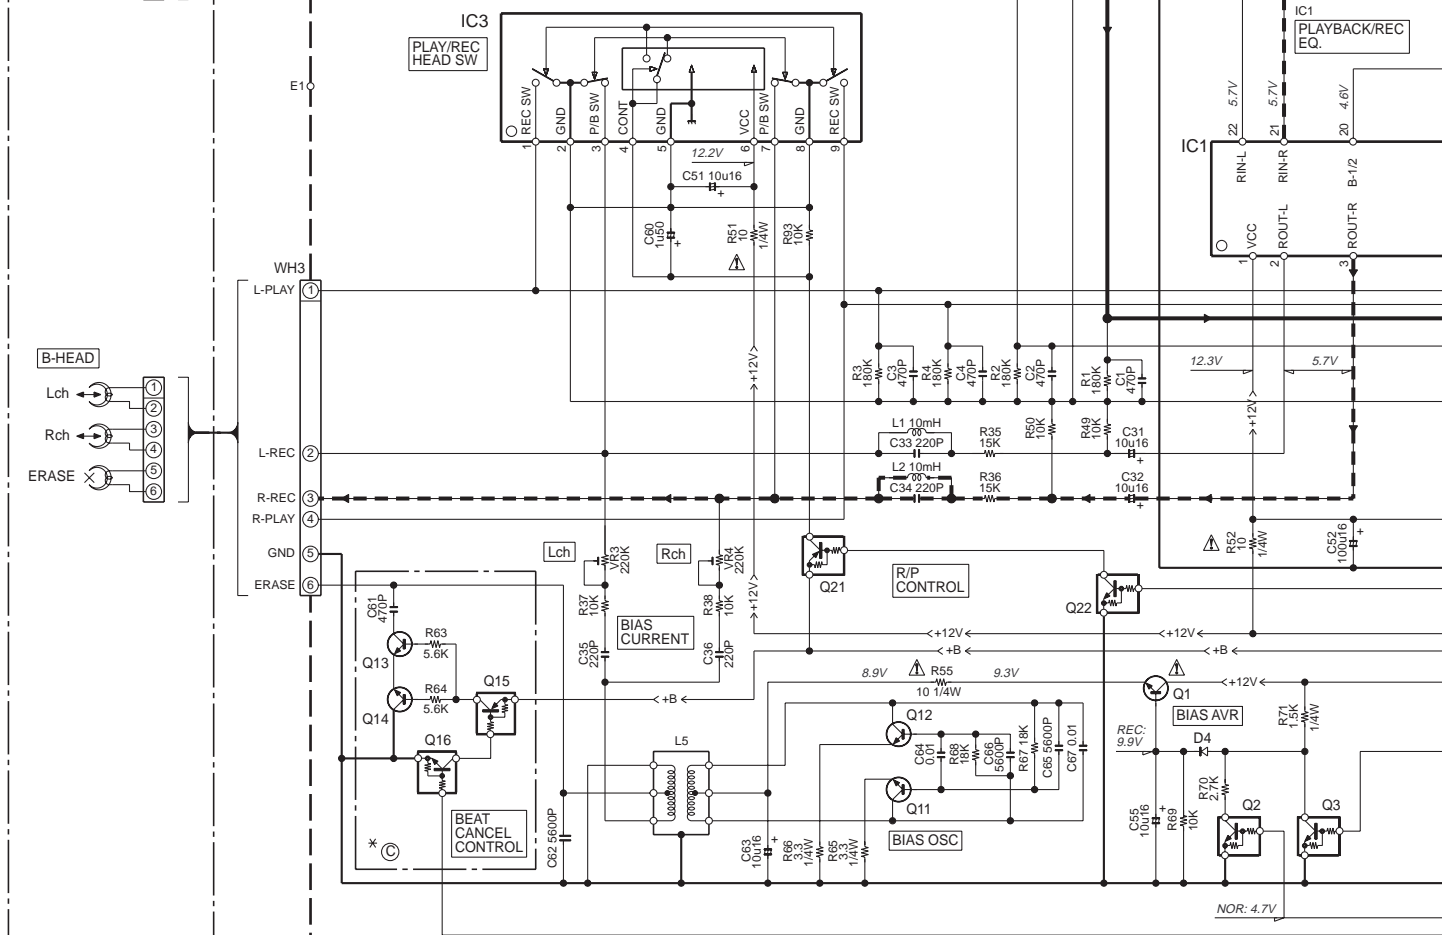 IC3
PLAY/REC
HEAD SW
REC SW
GND
P/B SW
CONT
GND
VCC
P/B SW
GND
REC SW
1
2
3
4
5
6
7
8
9
12.2V
C51 10u16
+
C60
1u50
+
R51
10
1/4W
R93
10K
E1
IC1
PLAYBACK/REC
EQ.
5.7V
5.7V
4.6V
22
21
20
IC1
RIN-L
RIN-R
B-1/2
VCC
ROUT-L
ROUT-R
1
2
3
WH3
L-PLAY
1
B-HEAD
Lch
Rch
ERASE
1
2
3
4
5
6
L-REC
2
R-REC
3
R-PLAY
4
GND
5
ERASE
6
+12V
R3
180K
C3
470P
R4
180K
C4
470P
R2
180K
C2
470P
R1
180K
C1
470P
12.3V
5.7V
+12V
L1 10mH
C33 220P
R35
15K
R50
10K
R49
10K
C31
10u16
+
L2 10mH
C34 220P
R36
15K
C32
10u16
+
R52
10
1/4W
C52
100u16
+
Lch
VR3
220K
Rch
VR4
220K
R37
10K
R38
10K
BIAS
CURRENT
C35
220P
C36
220P
+12V
Q21
R/P
CONTROL
Q22
+12V
+12V
+B
+B
C61
470P
Q13
R63
5.6K
Q14
R64
5.6K
Q15
Q16
BEAT
CANCEL
CONTROL
* C
+B
8.9V
R55
10 1/4W
9.3V
Q1
+12V
BIAS AVR
R71
1.5K
1/4W
REC:
9.9V
D4
L5
Q12
C64
0.01
R68
18K
C66
5600P
R67 18K
C65 5600P
C67 0.01
Q11
BIAS OSC
C62 5600P
C63
10u16
+
R66
3.3
1/4W
R65
3.3
1/4W
C55
10u16
+
R69
10K
R70
2.7K
Q2
Q3
NOR: 4.7V